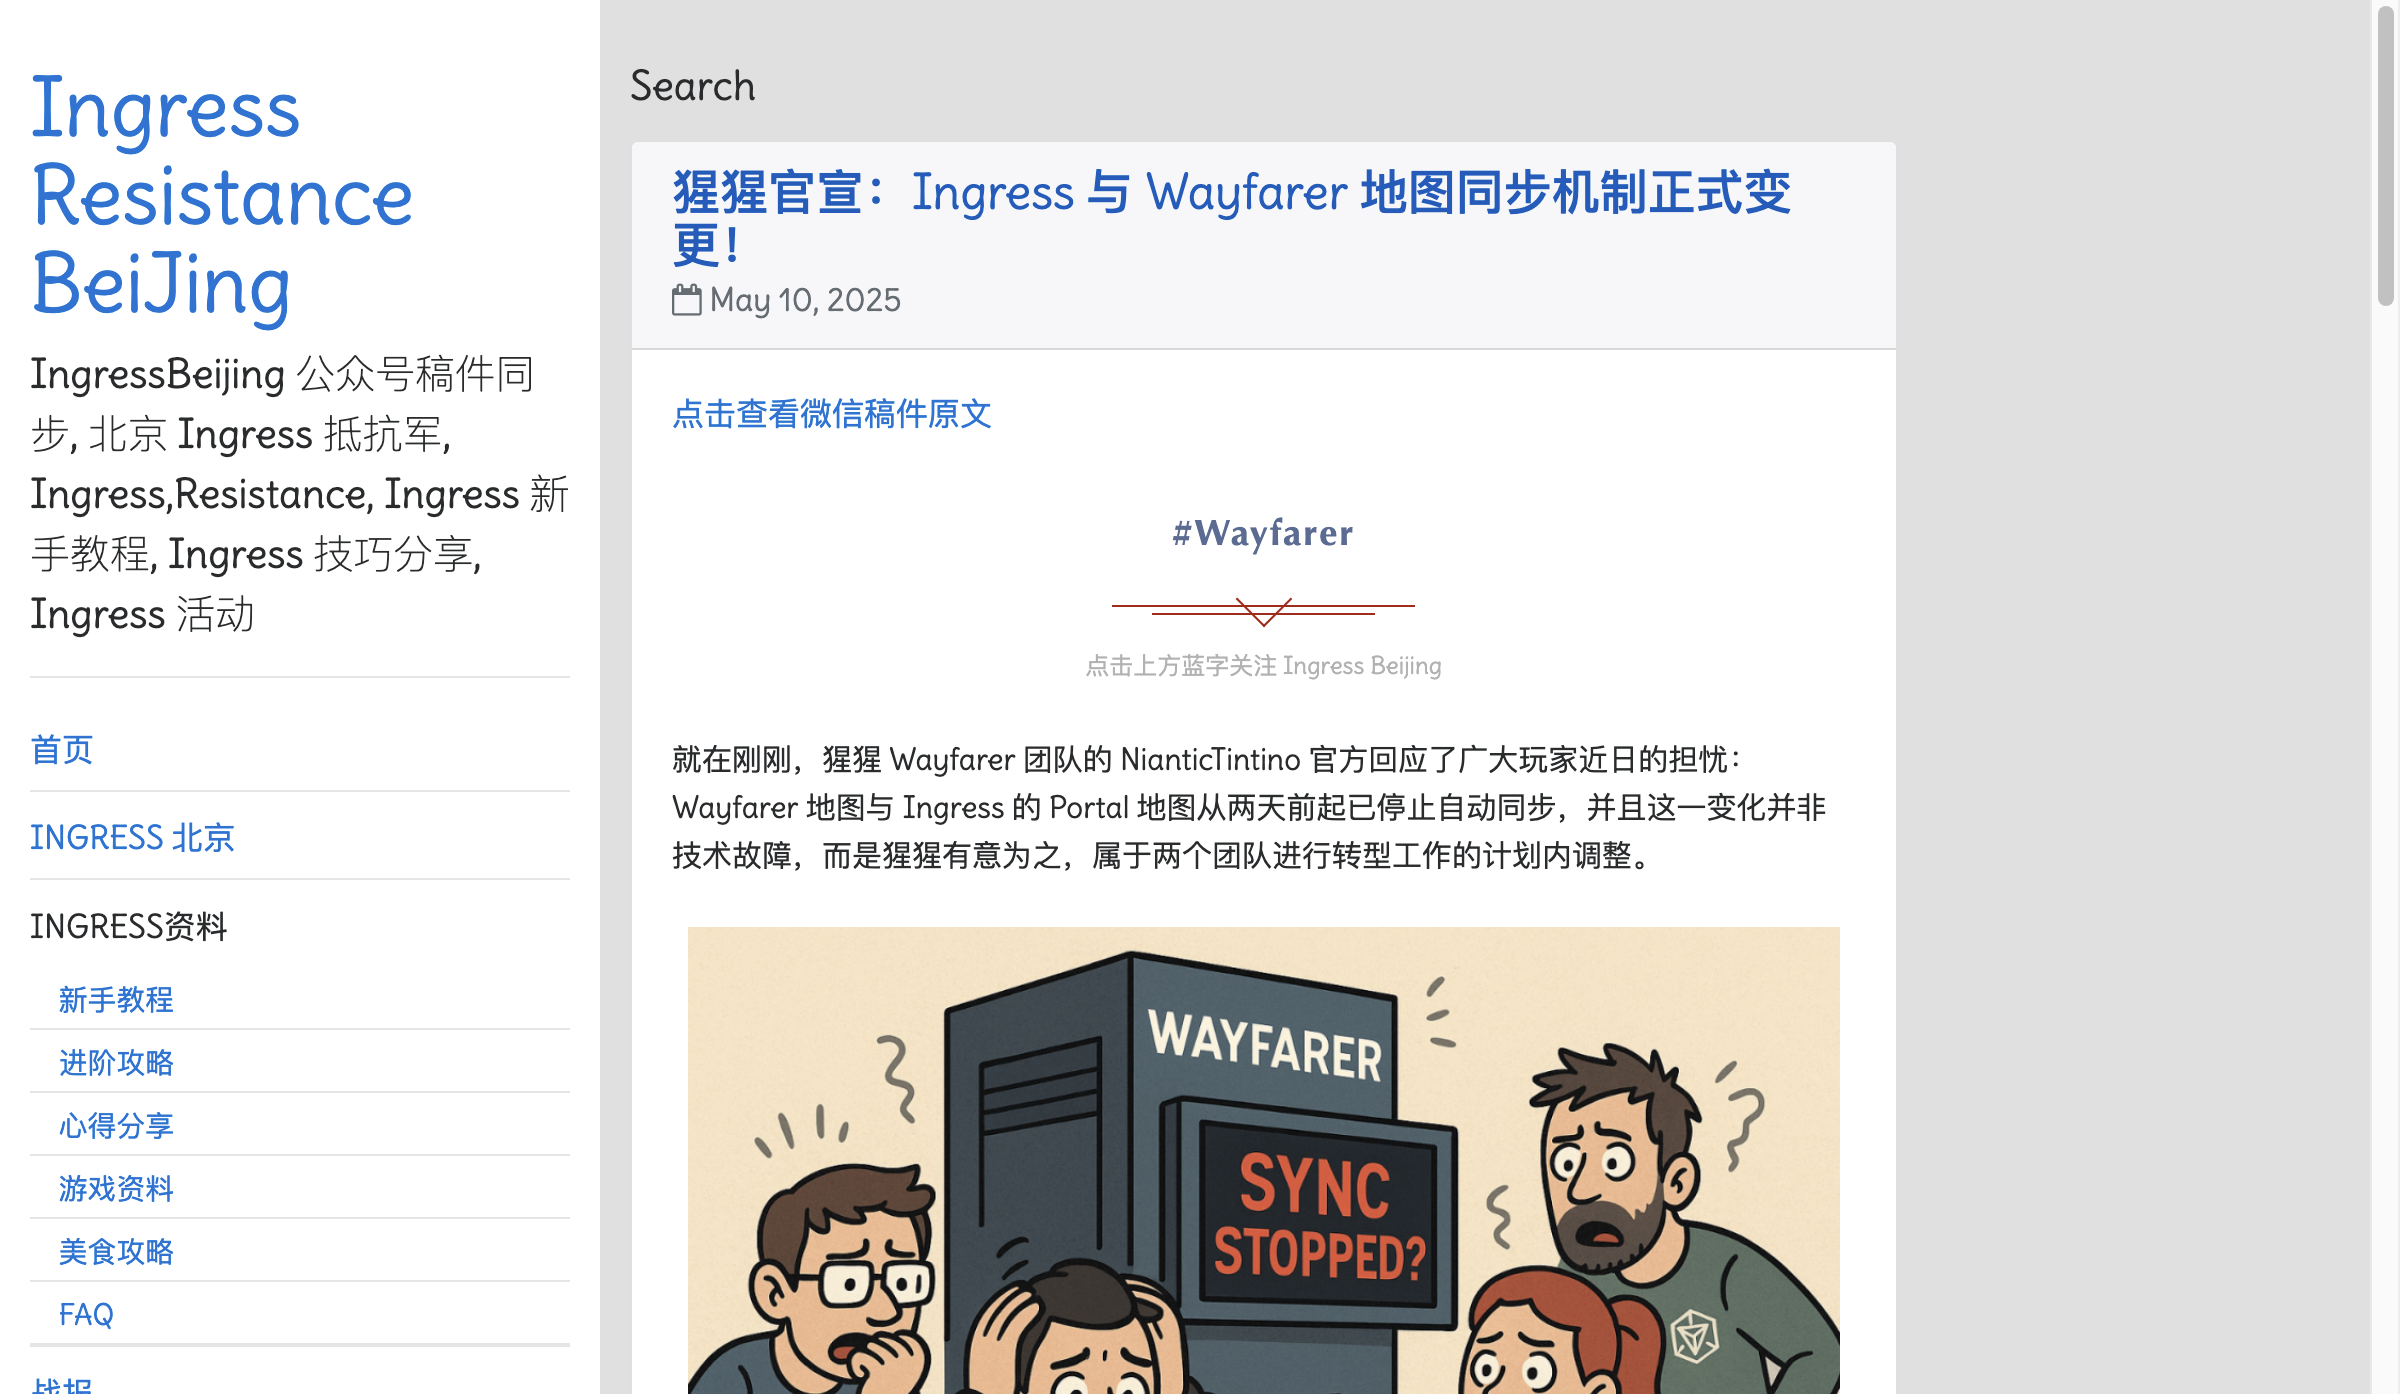 Ingress
Resistance
BeiJing
IngressBeijing 公众号稿件同
步, 北京 Ingress 抵抗军,
Ingress,Resistance, Ingress 新
手教程, Ingress 技巧分享,
Ingress 活动
首页
INGRESS 北京
INGRESS资料
新手教程
进阶攻略
心得分享
游戏资料
美食攻略
FAQ
战报
Search
猩猩官宣：Ingress 与 Wayfarer 地图同步机制正式变
更！
May 10, 2025
点击查看微信稿件原文
#Wayfarer
点击上方蓝字关注 Ingress Beijing
就在刚刚，猩猩 Wayfarer 团队的 NianticTintino 官方回应了广大玩家近日的担忧：
Wayfarer 地图与 Ingress 的 Portal 地图从两天前起已停止自动同步，并且这一变化并非
技术故障，而是猩猩有意为之，属于两个团队进行转型工作的计划内调整。
WAYFARER
SYNC
STOPPED?